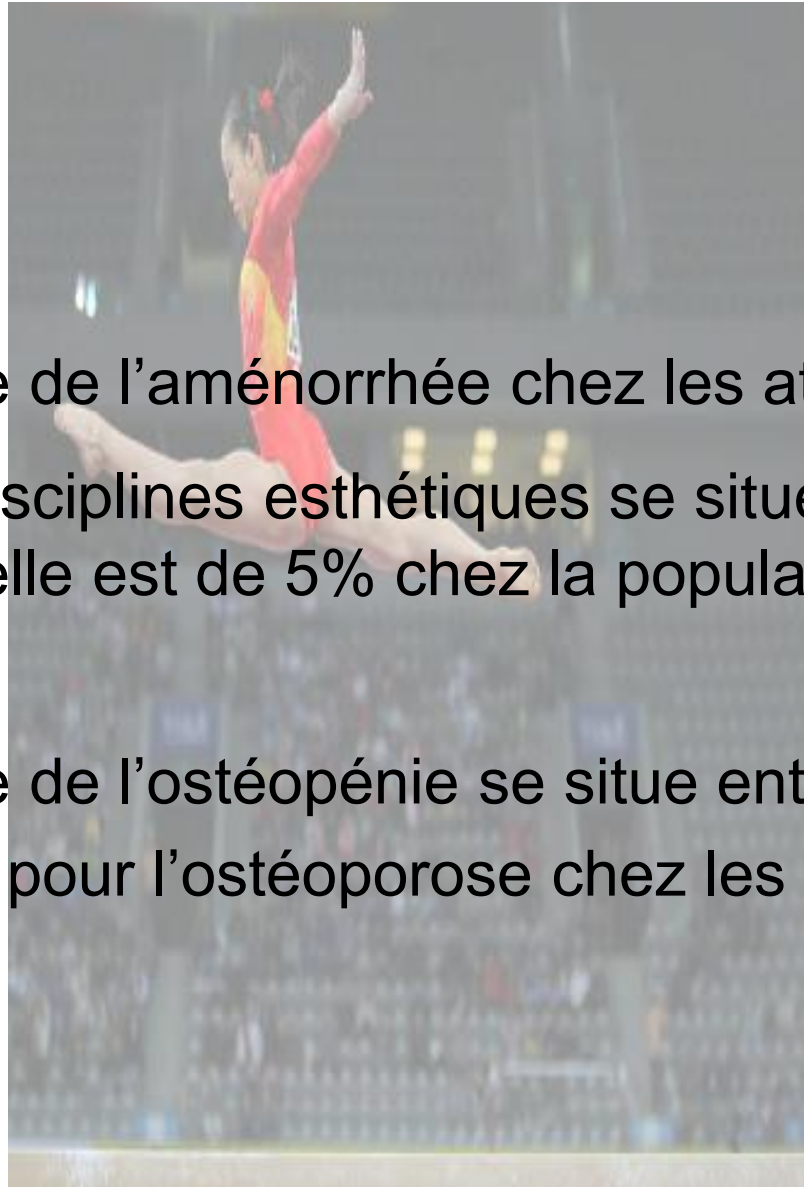 e de l’aménorrhée chez les at
sciplines esthétiques se situe
elle est de 5% chez la popula
e de l’ostéopénie se situe ent
pour l’ostéoporose chez les